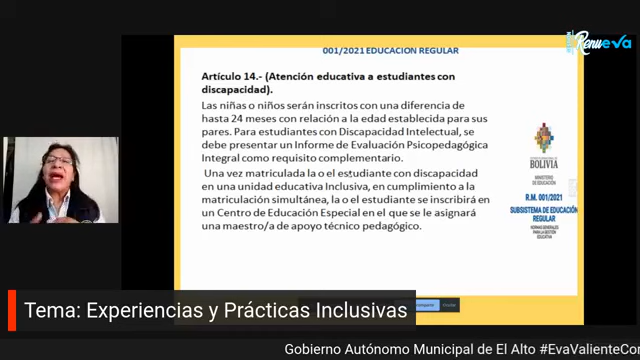 Renueva
001/2021 EDUCACION REGULAR
Artículo 14.- (Atención educativa a estudiantes con
discapacidad).
Las niñas o niños serán inscritos con una diferencia de
hasta 24 meses con relación a la edad establecida para sus
pares. Para estudiantes con Discapacidad Intelectual, se
debe presentar un Informe de Evaluación Psicopedagógica
Integral como requisito complementario.
Una vez matriculada la o el estudiante con discapacidad
en una unidad educativa Inclusiva, en cumplimiento a la
matriculación simultánea, la o el estudiante se inscribirá en
un Centro de Educación Especial en el que se le asignará
una maestro/a de apoyo técnico pedagógico.
BOLIVIA
MINISTERIO
DE EDUCACIÓN
R.M. 001/2021
SUBSISTEMA DE EDUCACIÓN
REGULAR
NORMAS GENERALES
PARA LA GESTIÓN
EDUCATIVA
Tema: Experiencias y Prácticas Inclusivas
Gobierno Autónomo Municipal de El Alto #EvaValienteCor